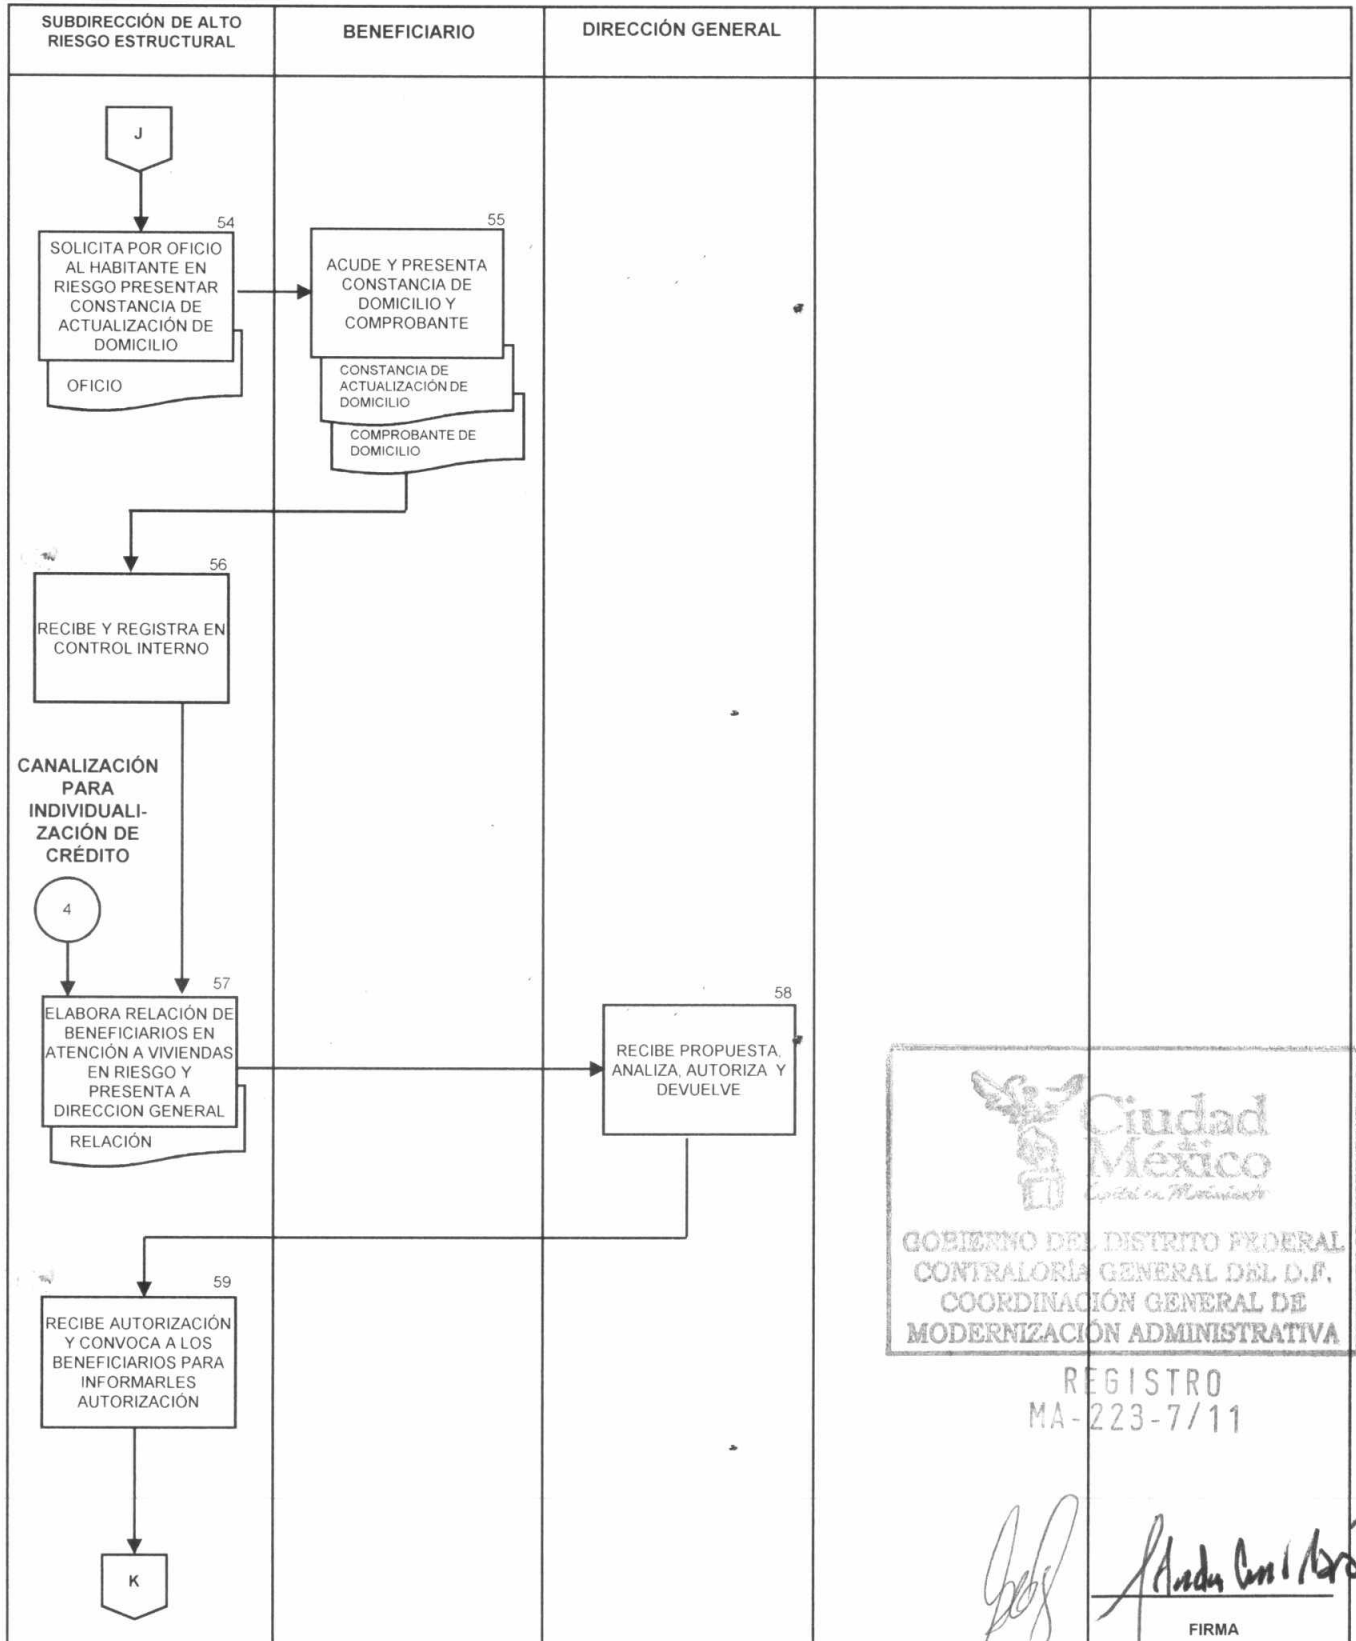 SUBDIRECCIÓN DE ALTO
RIESGO ESTRUCTURAL
BENEFICIARIO
DIRECCIÓN GENERAL
J
54
SOLICITA POR OFICIO
AL HABITANTE EN
RIESGO PRESENTAR
CONSTANCIA DE
ACTUALIZACIÓN DE
DOMICILIO
OFICIO
55
ACUDE Y PRESENTA
CONSTANCIA DE
DOMICILIO Y
COMPROBANTE
CONSTANCIA DE
ACTUALIZACIÓN DE
DOMICILIO
COMPROBANTE DE
DOMICILIO
56
RECIBE Y REGISTRA EN
CONTROL INTERNO
CANALIZACIÓN
PARA
INDIVIDUALI-
ZACIÓN DE
CRÉDITO
4
57
ELABORA RELACIÓN DE
BENEFICIARIOS EN
ATENCIÓN A VIVIENDAS
EN RIESGO Y
PRESENTA A
DIRECCION GENERAL
RELACIÓN
58
RECIBE PROPUESTA,
ANALIZA, AUTORIZA Y
DEVUELVE
59
RECIBE AUTORIZACIÓN
Y CONVOCA A LOS
BENEFICIARIOS PARA
INFORMARLES
AUTORIZACIÓN
K
Ciudad
de
México
Capital en Movimiento
GOBIERNO DEL DISTRITO FEDERAL
CONTRALORÍA GENERAL DEL D.F.
COORDINACIÓN GENERAL DE
MODERNIZACIÓN ADMINISTRATIVA
REGISTRO
MA-223-7/11
FIRMA